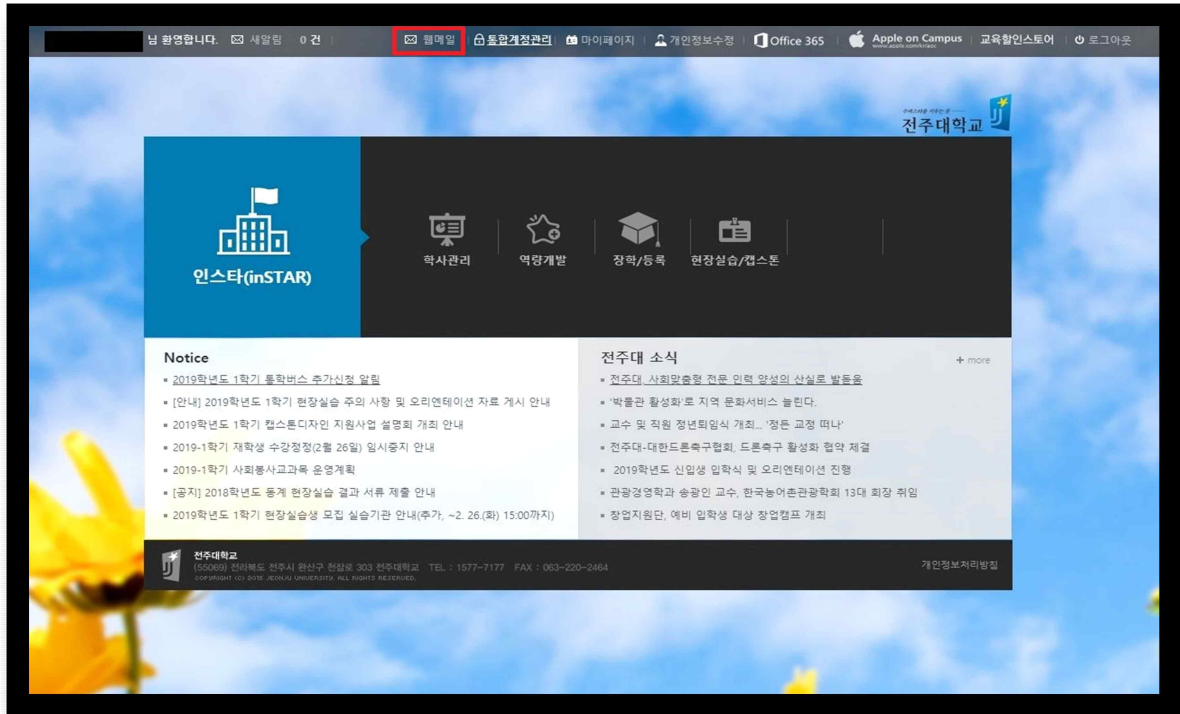 님 환영합니다. 새알림 0 건
웹메일 통합계정관리 마이페이지 개인정보수정 Office 365 Apple on Campus 교육할인스토어 로그아웃
전주대학교
인스타(inSTAR)
학사관리 역량개발 장학/등록 현장실습/캡스톤
Notice
2019학년도 1학기 통학버스 추가신청 알림
[안내] 2019학년도 1학기 현장실습 주의 사항 및 오리엔테이션 자료 게시 안내
2019학년도 1학기 캡스톤디자인 지원사업 설명회 개최 안내
2019-1학기 재학생 수강정정(2월 26일) 임시중지 안내
2019-1학기 사회봉사교과목 운영계획
[공지] 2018학년도 동계 현장실습 결과 서류 제출 안내
2019학년도 1학기 현장실습생 모집 실습기관 안내(추가, ~2. 26.(화) 15:00까지)
전주대 소식 + more
전주대, 사회맞춤형 전문 인력 양성의 산실로 발돋움
'박물관 활성화'로 지역 문화서비스 늘린다.
교수 및 직원 정년퇴임식 개최... '정든 교정 떠나'
전주대-대한드론축구협회, 드론축구 활성화 협약 체결
2019학년도 신입생 입학식 및 오리엔테이션 진행
관광경영학과 송광인 교수, 한국농어촌관광학회 13대 회장 취임
창업지원단, 예비 입학생 대상 창업캠프 개최
전주대학교
(55069) 전라북도 전주시 완산구 천잠로 303 전주대학교 TEL : 1577-7177 FAX : 063-220-2464
COPYRIGHT (C) 2015 JEONJU UNIVERSITY. ALL RIGHTS RESERVED.
개인정보처리방침